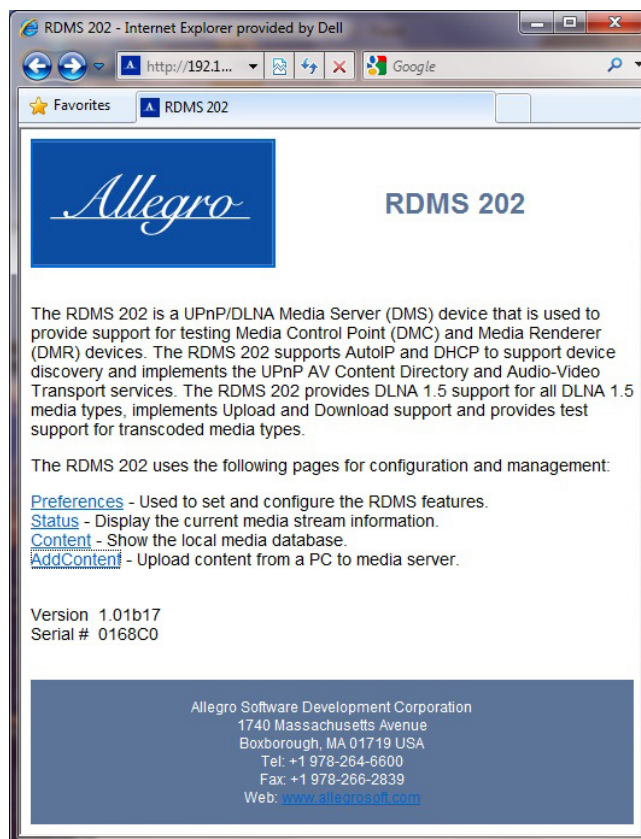 RDMS 202 - Internet Explorer provided by Dell
http://192.1...
Google
Favorites
RDMS 202
Allegro
RDMS 202
The RDMS 202 is a UPnP/DLNA Media Server (DMS) device that is used to
provide support for testing Media Control Point (DMC) and Media Renderer
(DMR) devices. The RDMS 202 supports AutoIP and DHCP to support device
discovery and implements the UPnP AV Content Directory and Audio-Video
Transport services. The RDMS 202 provides DLNA 1.5 support for all DLNA 1.5
media types, implements Upload and Download support and provides test
support for transcoded media types.
The RDMS 202 uses the following pages for configuration and management:
Preferences - Used to set and configure the RDMS features.
Status - Display the current media stream information.
Content - Show the local media database.
AddContent - Upload content from a PC to media server.
Version 1.01b17
Serial # 0168C0
Allegro Software Development Corporation
1740 Massachusetts Avenue
Boxborough, MA 01719 USA
Tel: +1 978-264-6600
Fax: +1 978-266-2839
Web: www.allegrosoft.com